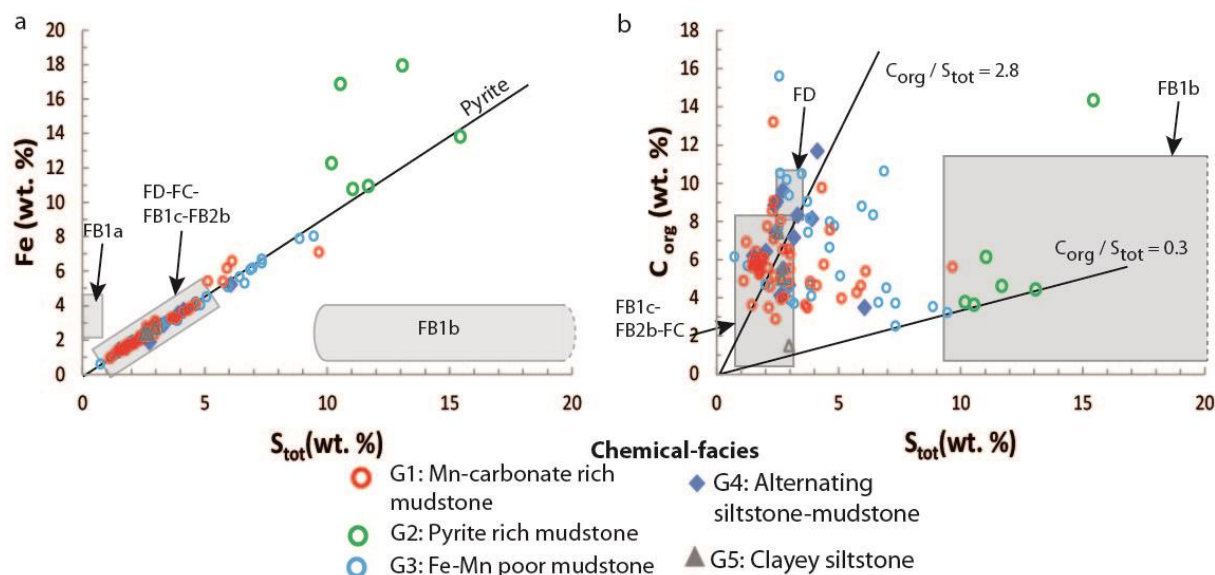 a
20
18
16
14
12
10
8
6
4
2
0
Fe (wt. %)
FB1a
FD-FC-
FB1c-FB2b
Pyrite
FB1b
0 5 10 15 20
Stot(wt. %)
b
18
16
14
12
10
8
6
4
2
0
C org (wt. %)
Corg / Stot = 2.8
FD
FB1b
Corg / Stot = 0.3
FB1c-
FB2b-FC
0 5 10 15 20
Stot(wt. %)
Chemical-facies
G1: Mn-carbonate rich
mudstone
G2: Pyrite rich mudstone
G3: Fe-Mn poor mudstone
G4: Alternating
siltstone-mudstone
G5: Clayey siltstone